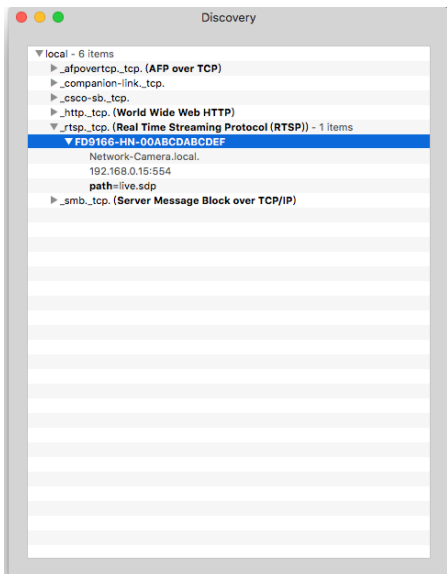 Discovery
local - 6 items
_afpovertcp._tcp. (AFP over TCP)
_companion-link._tcp.
_csco-sb._tcp.
_http._tcp. (World Wide Web HTTP)
_rtsp._tcp. (Real Time Streaming Protocol (RTSP)) - 1 items
FD9166-HN-00ABCDABCDEF
Network-Camera.local.
192.168.0.15:554
path=live.sdp
_smb._tcp. (Server Message Block over TCP/IP)